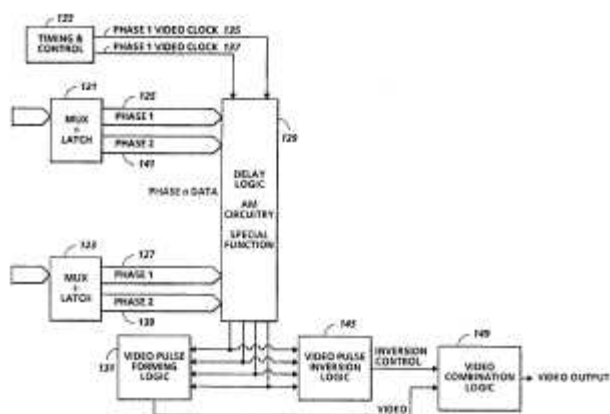 122
TIMING &
CONTROL
PHASE 1 VIDEO CLOCK 135
PHASE 1 VIDEO CLOCK 137
121
MUX
n
LATCH
125
PHASE 1
PHASE 2
141
129
DELAY
LOGIC
AM
CIRCUITRY
SPECIAL
FUNCTION
PHASE n DATA
123
MUX
n
LATCH
127
PHASE 1
PHASE 2
139
131
VIDEO PULSE
FORMING
LOGIC
145
VIDEO PULSE
INVERSION
LOGIC
INVERSION
CONTROL
149
VIDEO
COMBINATION
LOGIC
VIDEO OUTPUT
VIDEO